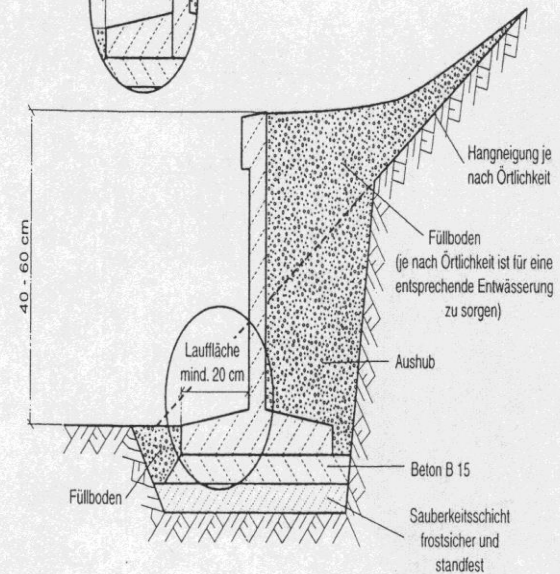 Hangneigung je
nach Örtlichkeit
Füllboden
(je nach Örtlichkeit ist für eine
entsprechende Entwässerung
zu sorgen)
40 - 60 cm
Lauffläche
mind. 20 cm
Aushub
Füllboden
Beton B 15
Sauberkeitsschicht
frostsicher und
standfest